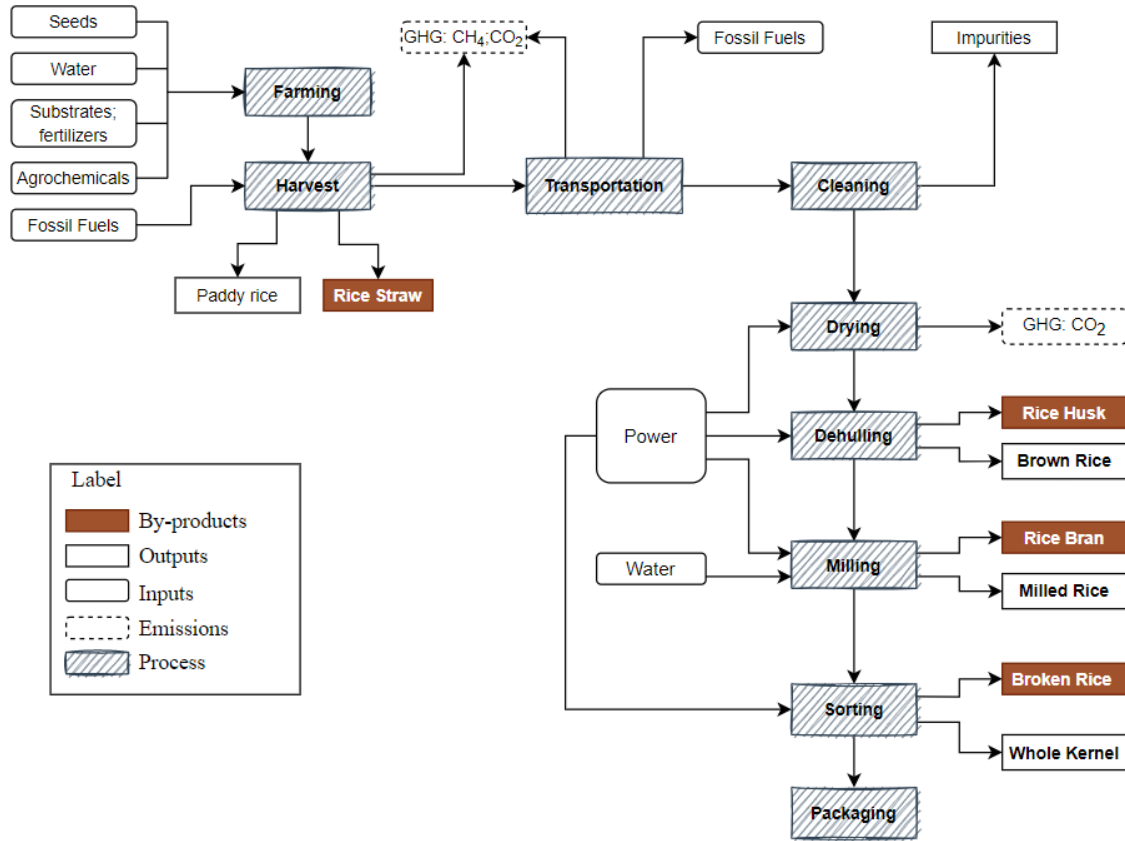 Seeds
GHG: CH₄;CO₂
Fossil Fuels
Impurities
Water
Farming
Substrates;
fertilizers
Agrochemicals
Harvest
Transportation
Cleaning
Fossil Fuels
Paddy rice
Rice Straw
Drying
GHG: CO₂
Rice Husk
Power
Dehulling
Brown Rice
Label
By-products
Outputs
Inputs
Emissions
Process
Rice Bran
Water
Milling
Milled Rice
Broken Rice
Sorting
Whole Kernel
Packaging